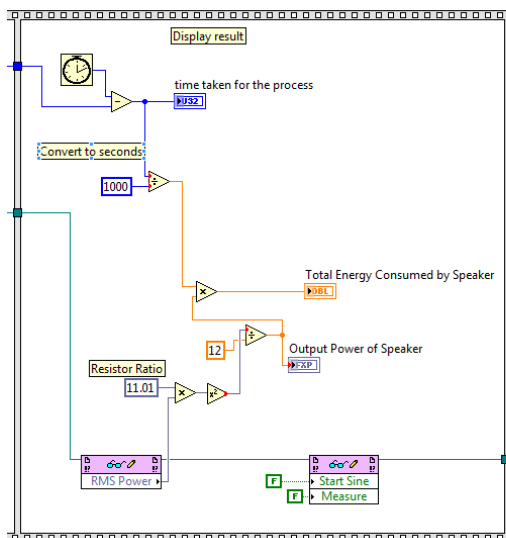 Display result
time taken for the process
U32
Convert to seconds
1000
÷
×
Total Energy Consumed by Speaker
DBL
÷
12
Output Power of Speaker
FXP
Resistor Ratio
11.01
×
x²
RMS Power
F
Start Sine
F
Measure